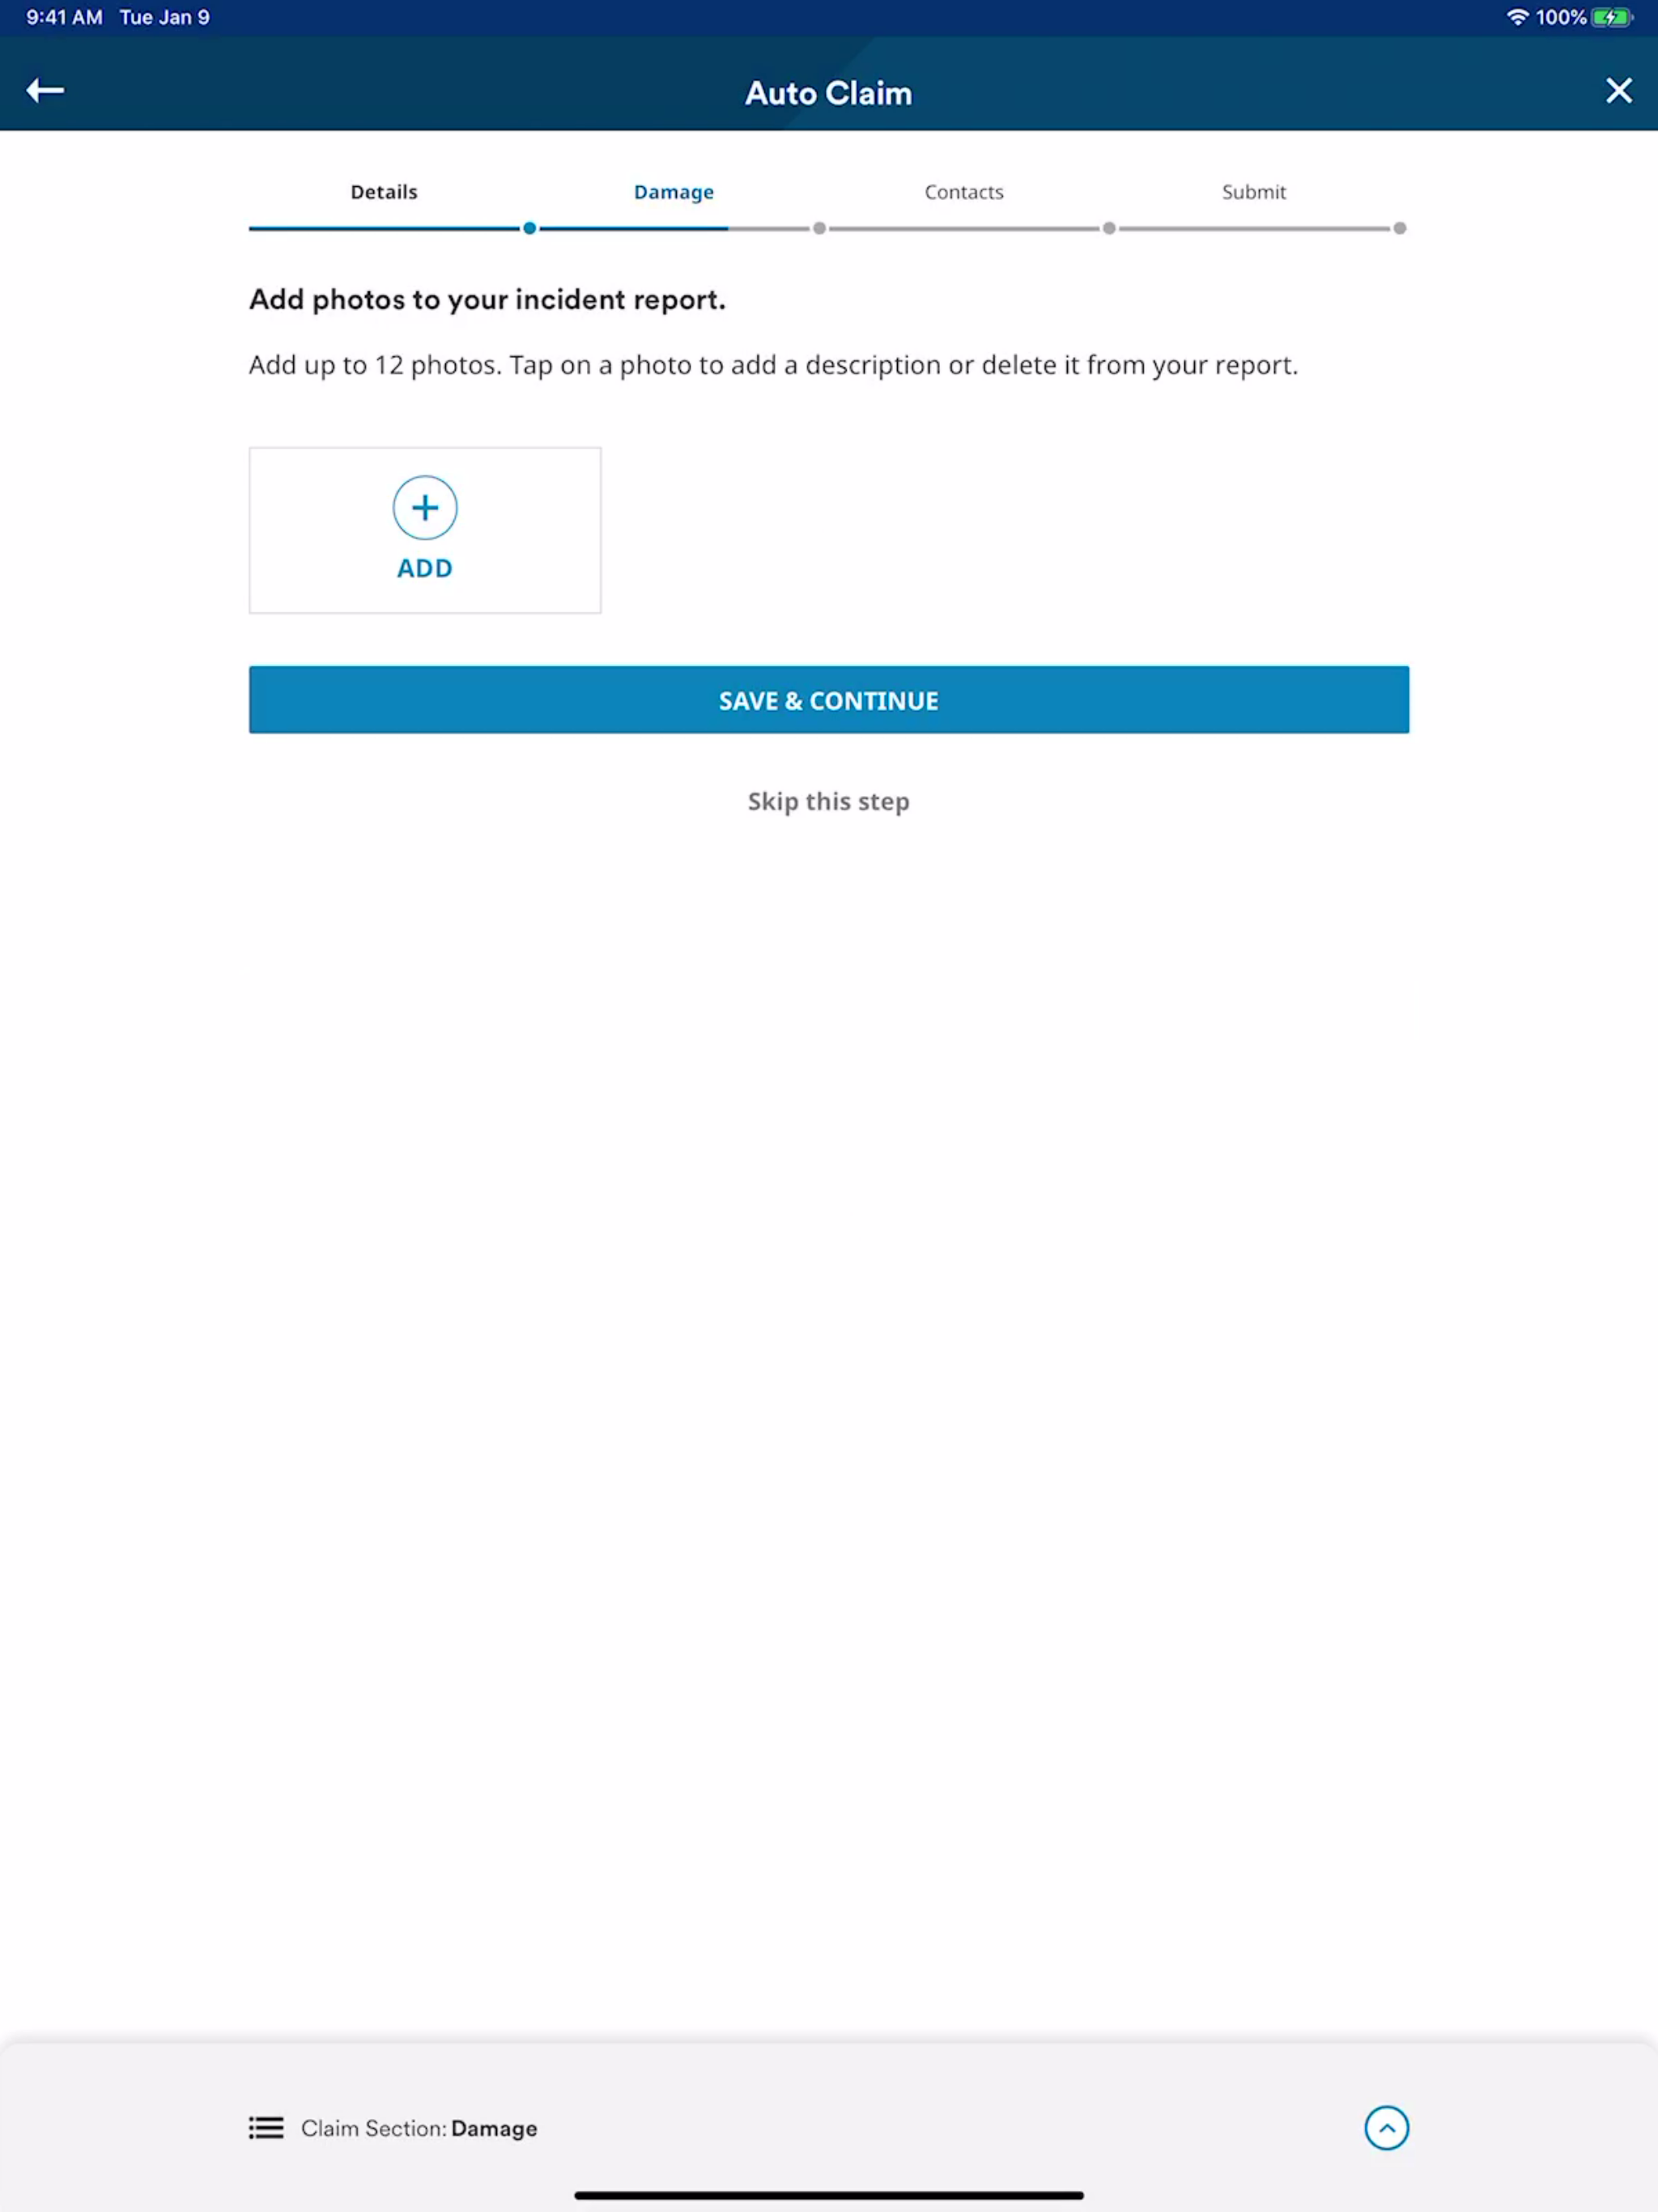 9:41 AM Tue Jan 9
100%
Auto Claim
Details
Damage
Contacts
Submit
Add photos to your incident report.
Add up to 12 photos. Tap on a photo to add a description or delete it from your report.
ADD
SAVE & CONTINUE
Skip this step
Claim Section: Damage